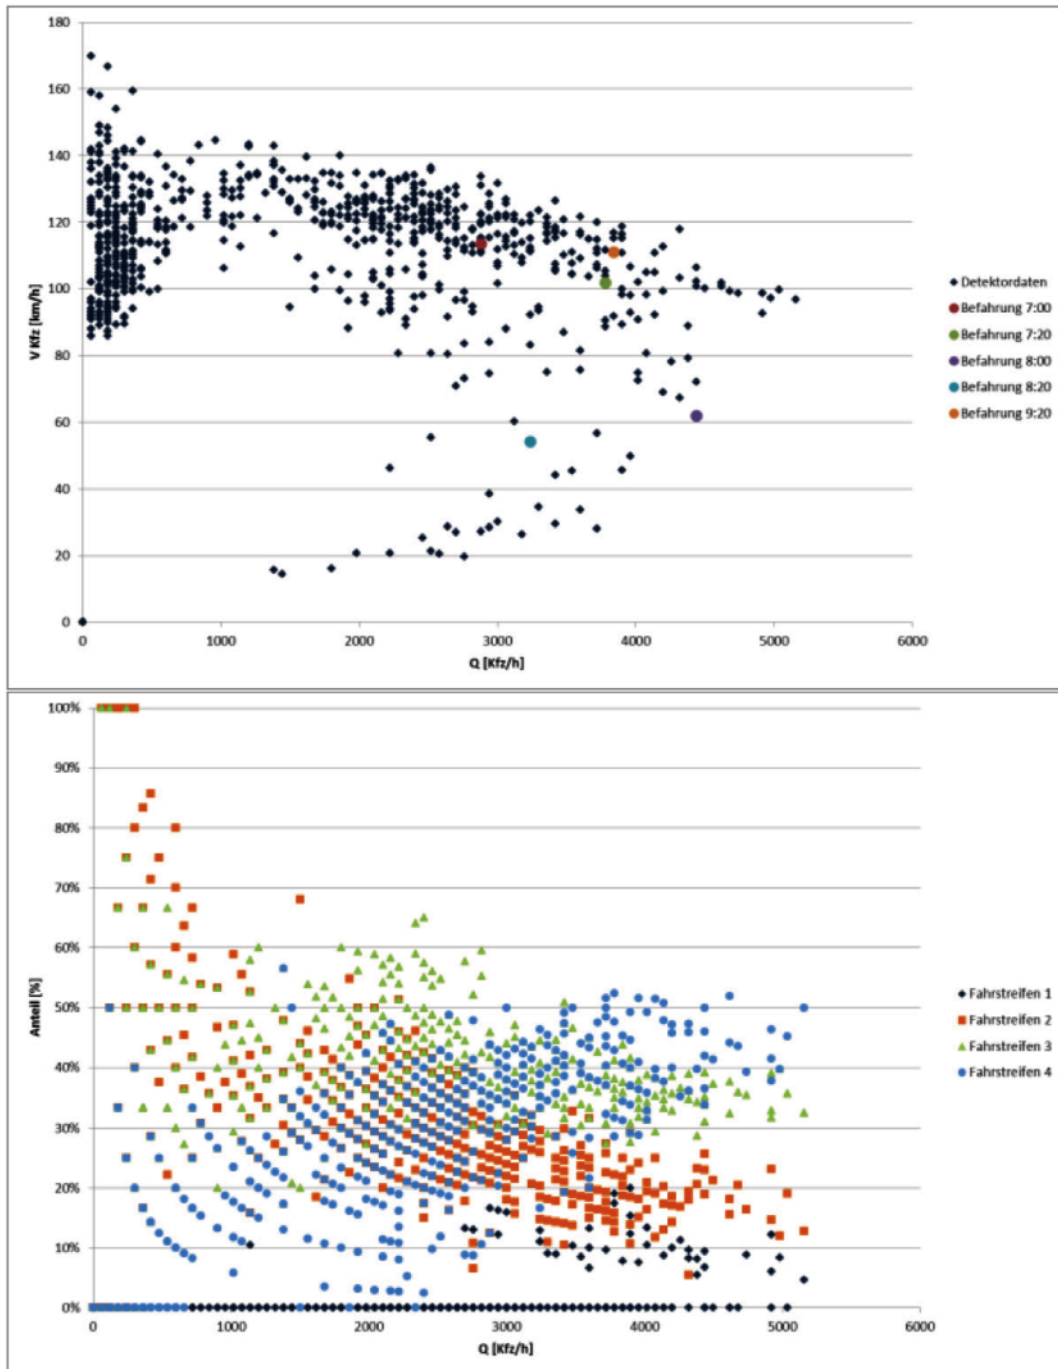 180
160
140
120
100
80
60
40
20
0
V Kfz [km/h]
0 1000 2000 3000 4000 5000 6000
Q [Kfz/h]
Detektordaten
Befahrung 7:00
Befahrung 7:20
Befahrung 8:00
Befahrung 8:20
Befahrung 9:20
100%
90%
80%
70%
60%
50%
40%
30%
20%
10%
0%
Anteil [%]
0 1000 2000 3000 4000 5000 6000
Q [Kfz/h]
Fahrstreifen 1
Fahrstreifen 2
Fahrstreifen 3
Fahrstreifen 4